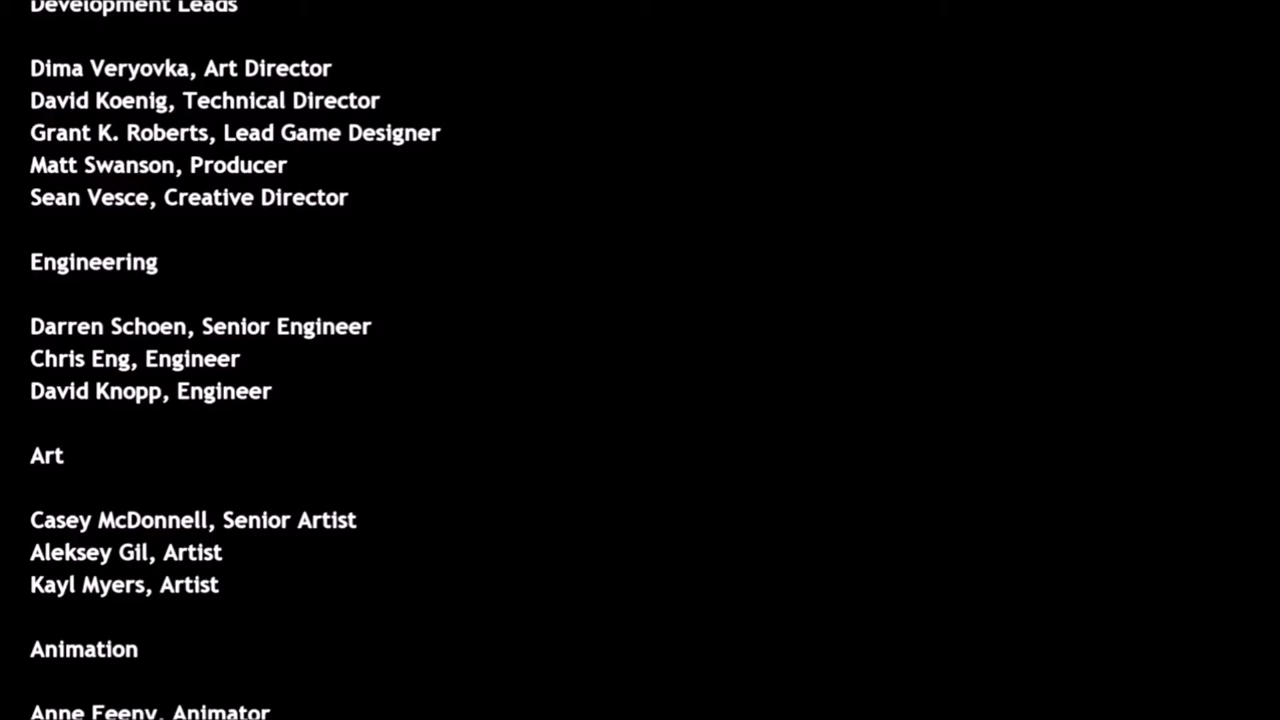 Development Leads
Dima Veryovka, Art Director
David Koenig, Technical Director
Grant K. Roberts, Lead Game Designer
Matt Swanson, Producer
Sean Vesce, Creative Director
Engineering
Darren Schoen, Senior Engineer
Chris Eng, Engineer
David Knopp, Engineer
Art
Casey McDonnell, Senior Artist
Aleksey Gil, Artist
Kayl Myers, Artist
Animation
Anne Feeny, Animator